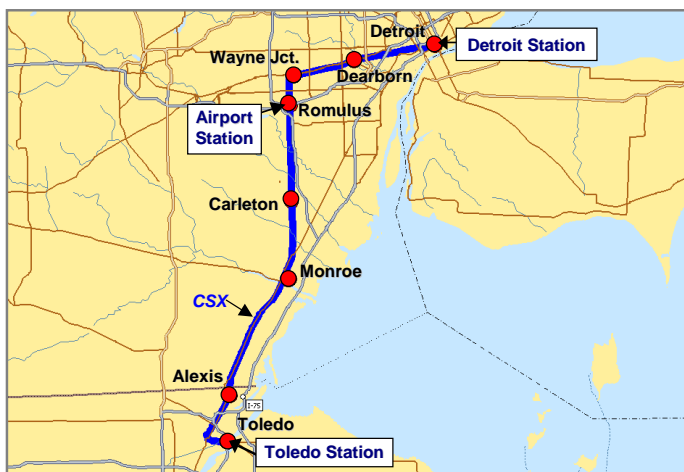 Detroit
Detroit Station
Wayne Jct.
Dearborn
Airport
Station
Romulus
Carleton
Monroe
CSX
Alexis
I-75
Toledo
Toledo Station